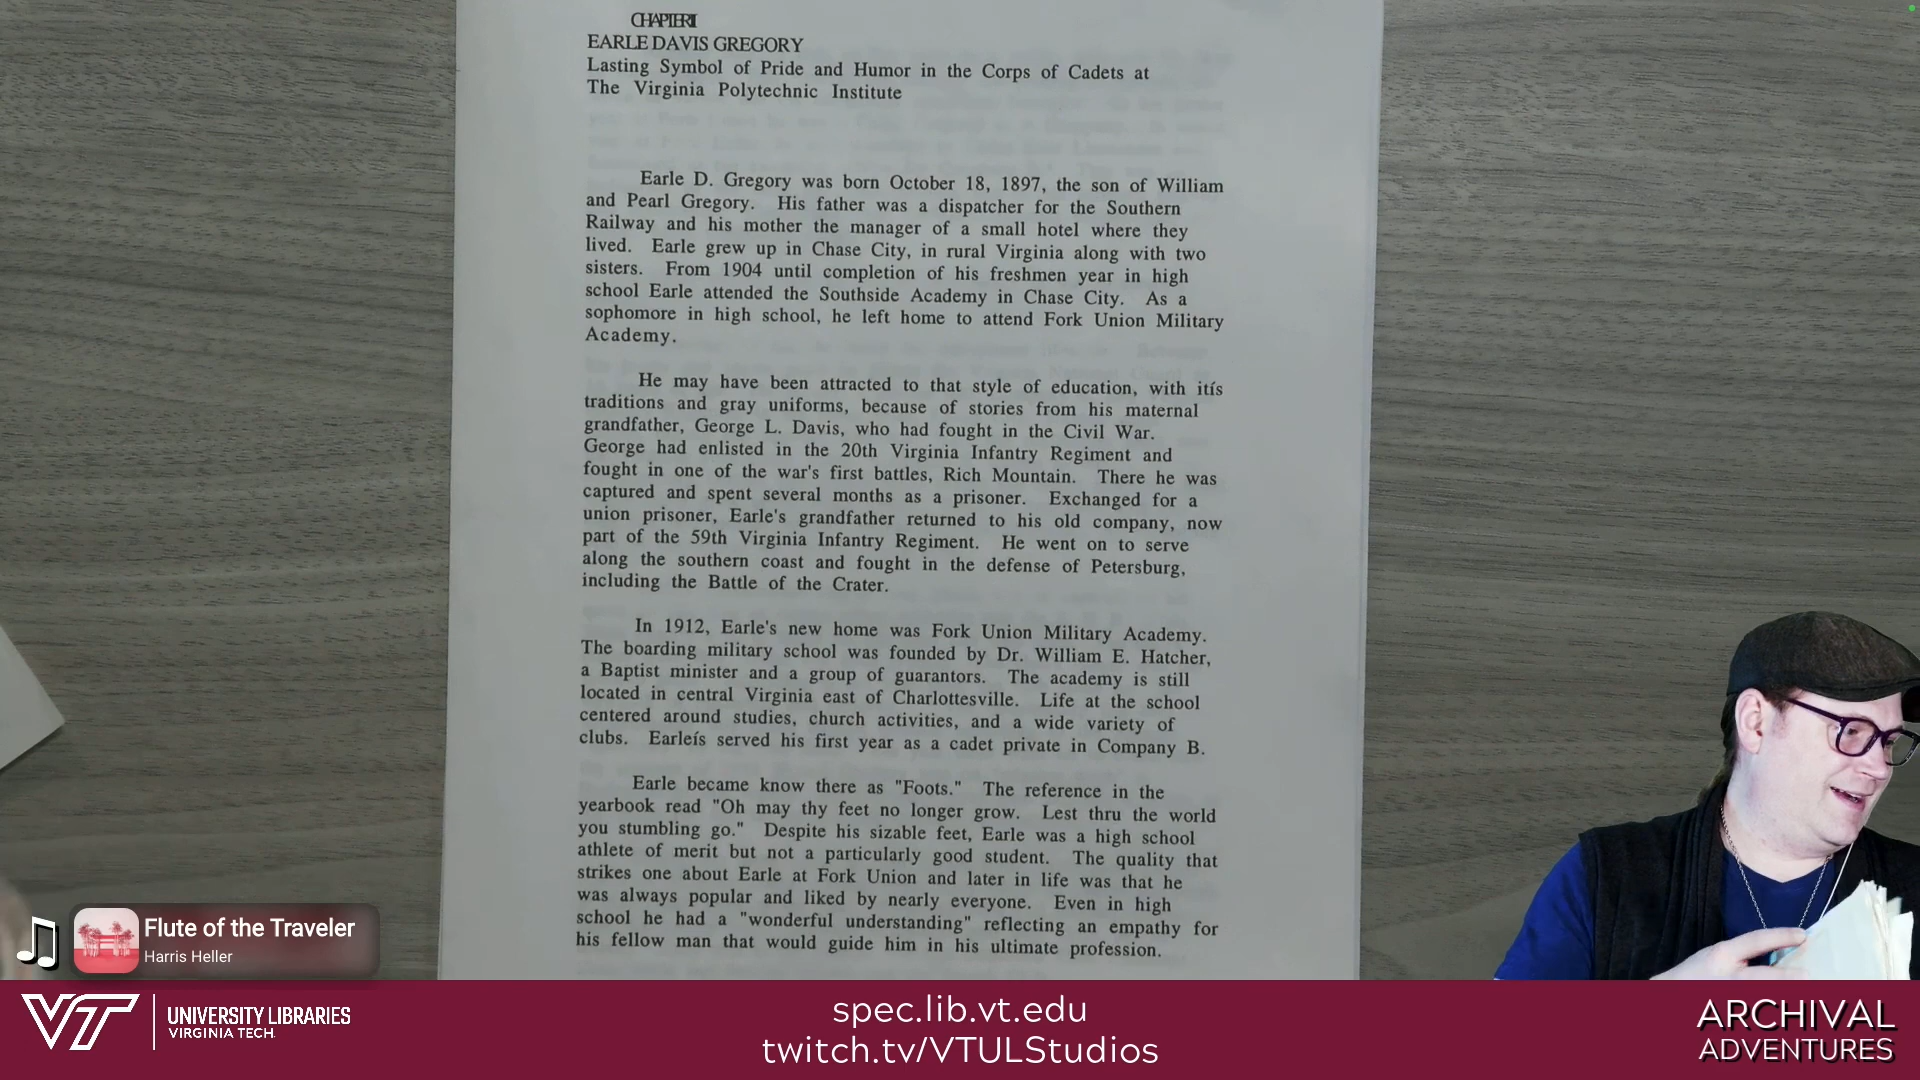 CHAPTER II
EARLE DAVIS GREGORY
Lasting Symbol of Pride and Humor in the Corps of Cadets at
The Virginia Polytechnic Institute
Earle D. Gregory was born October 18, 1897, the son of William
and Pearl Gregory. His father was a dispatcher for the Southern
Railway and his mother the manager of a small hotel where they
lived. Earle grew up in Chase City, in rural Virginia along with two
sisters. From 1904 until completion of his freshmen year in high
school Earle attended the Southside Academy in Chase City. As a
sophomore in high school, he left home to attend Fork Union Military
Academy.
He may have been attracted to that style of education, with itís
traditions and gray uniforms, because of stories from his maternal
grandfather, George L. Davis, who had fought in the Civil War.
George had enlisted in the 20th Virginia Infantry Regiment and
fought in one of the war's first battles, Rich Mountain. There he was
captured and spent several months as a prisoner. Exchanged for a
union prisoner, Earle's grandfather returned to his old company, now
part of the 59th Virginia Infantry Regiment. He went on to serve
along the southern coast and fought in the defense of Petersburg,
including the Battle of the Crater.
In 1912, Earle's new home was Fork Union Military Academy.
The boarding military school was founded by Dr. William E. Hatcher,
a Baptist minister and a group of guarantors. The academy is still
located in central Virginia east of Charlottesville. Life at the school
centered around studies, church activities, and a wide variety of
clubs. Earleís served his first year as a cadet private in Company B.
Earle became know there as "Foots." The reference in the
yearbook read "Oh may thy feet no longer grow. Lest thru the world
you stumbling go." Despite his sizable feet, Earle was a high school
athlete of merit but not a particularly good student. The quality that
strikes one about Earle at Fork Union and later in life was that he
was always popular and liked by nearly everyone. Even in high
school he had a "wonderful understanding" reflecting an empathy for
his fellow man that would guide him in his ultimate profession.
Flute of the Traveler
Harris Heller
VT
UNIVERSITY LIBRARIES
VIRGINIA TECH
spec.lib.vt.edu
twitch.tv/VTULStudios
ARCHIVAL
ADVENTURES